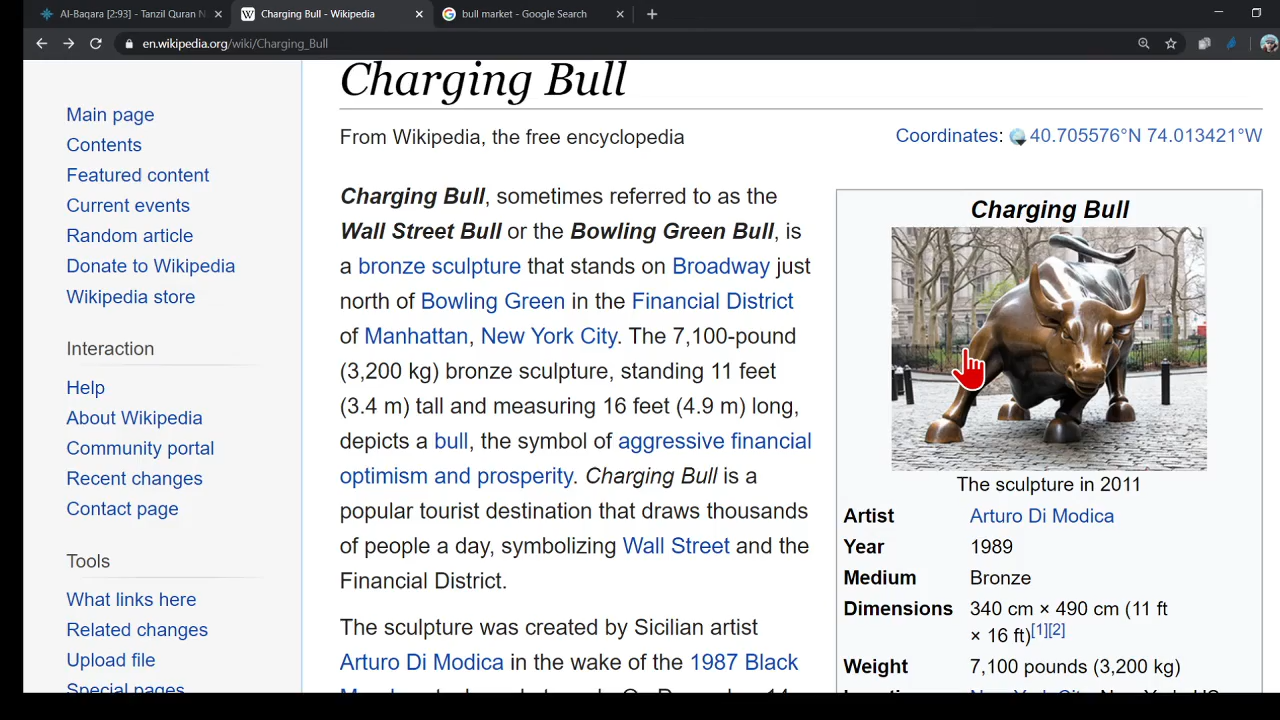 Al-Baqara [2:93] - Tanzil Quran N
Charging Bull - Wikipedia
bull market - Google Search
en.wikipedia.org/wiki/Charging_Bull
Main page
Contents
Featured content
Current events
Random article
Donate to Wikipedia
Wikipedia store
Interaction
Help
About Wikipedia
Community portal
Recent changes
Contact page
Tools
What links here
Related changes
Upload file
Special pages
Charging Bull
From Wikipedia, the free encyclopedia
Coordinates: 40.705576°N 74.013421°W
Charging Bull, sometimes referred to as the
Wall Street Bull or the Bowling Green Bull, is
a bronze sculpture that stands on Broadway just
north of Bowling Green in the Financial District
of Manhattan, New York City. The 7,100-pound
(3,200 kg) bronze sculpture, standing 11 feet
(3.4 m) tall and measuring 16 feet (4.9 m) long,
depicts a bull, the symbol of aggressive financial
optimism and prosperity. Charging Bull is a
popular tourist destination that draws thousands
of people a day, symbolizing Wall Street and the
Financial District.
The sculpture was created by Sicilian artist
Arturo Di Modica in the wake of the 1987 Black
Charging Bull
The sculpture in 2011
Artist Arturo Di Modica
Year 1989
Medium Bronze
Dimensions 340 cm × 490 cm (11 ft
× 16 ft)[1][2]
Weight 7,100 pounds (3,200 kg)